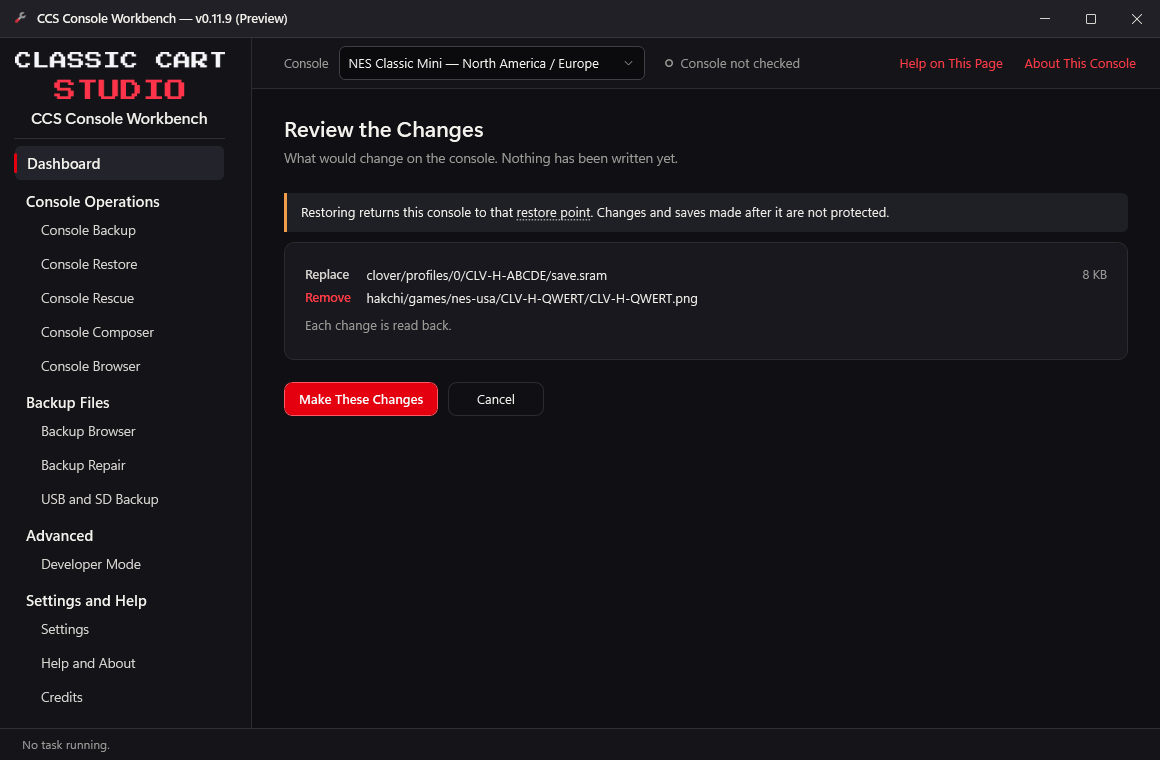 CCS Console Workbench — v0.11.9 (Preview)
CLASSIC CART
STUDIO
CCS Console Workbench
Dashboard
Console Operations
Console Backup
Console Restore
Console Rescue
Console Composer
Console Browser
Backup Files
Backup Browser
Backup Repair
USB and SD Backup
Advanced
Developer Mode
Settings and Help
Settings
Help and About
Credits
Console NES Classic Mini — North America / Europe Console not checked Help on This Page About This Console
Review the Changes
What would change on the console. Nothing has been written yet.
Restoring returns this console to that restore point. Changes and saves made after it are not protected.
Replace clover/profiles/0/CLV-H-ABCDE/save.sram 8 KB
Remove hakchi/games/nes-usa/CLV-H-QWERT/CLV-H-QWERT.png
Each change is read back.
Make These Changes Cancel
No task running.